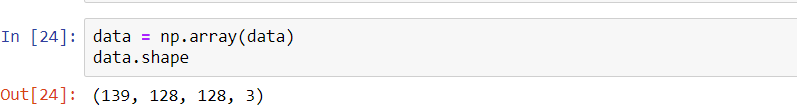 In [24]: data = np.array(data)
data.shape
Out[24]: (139, 128, 128, 3)